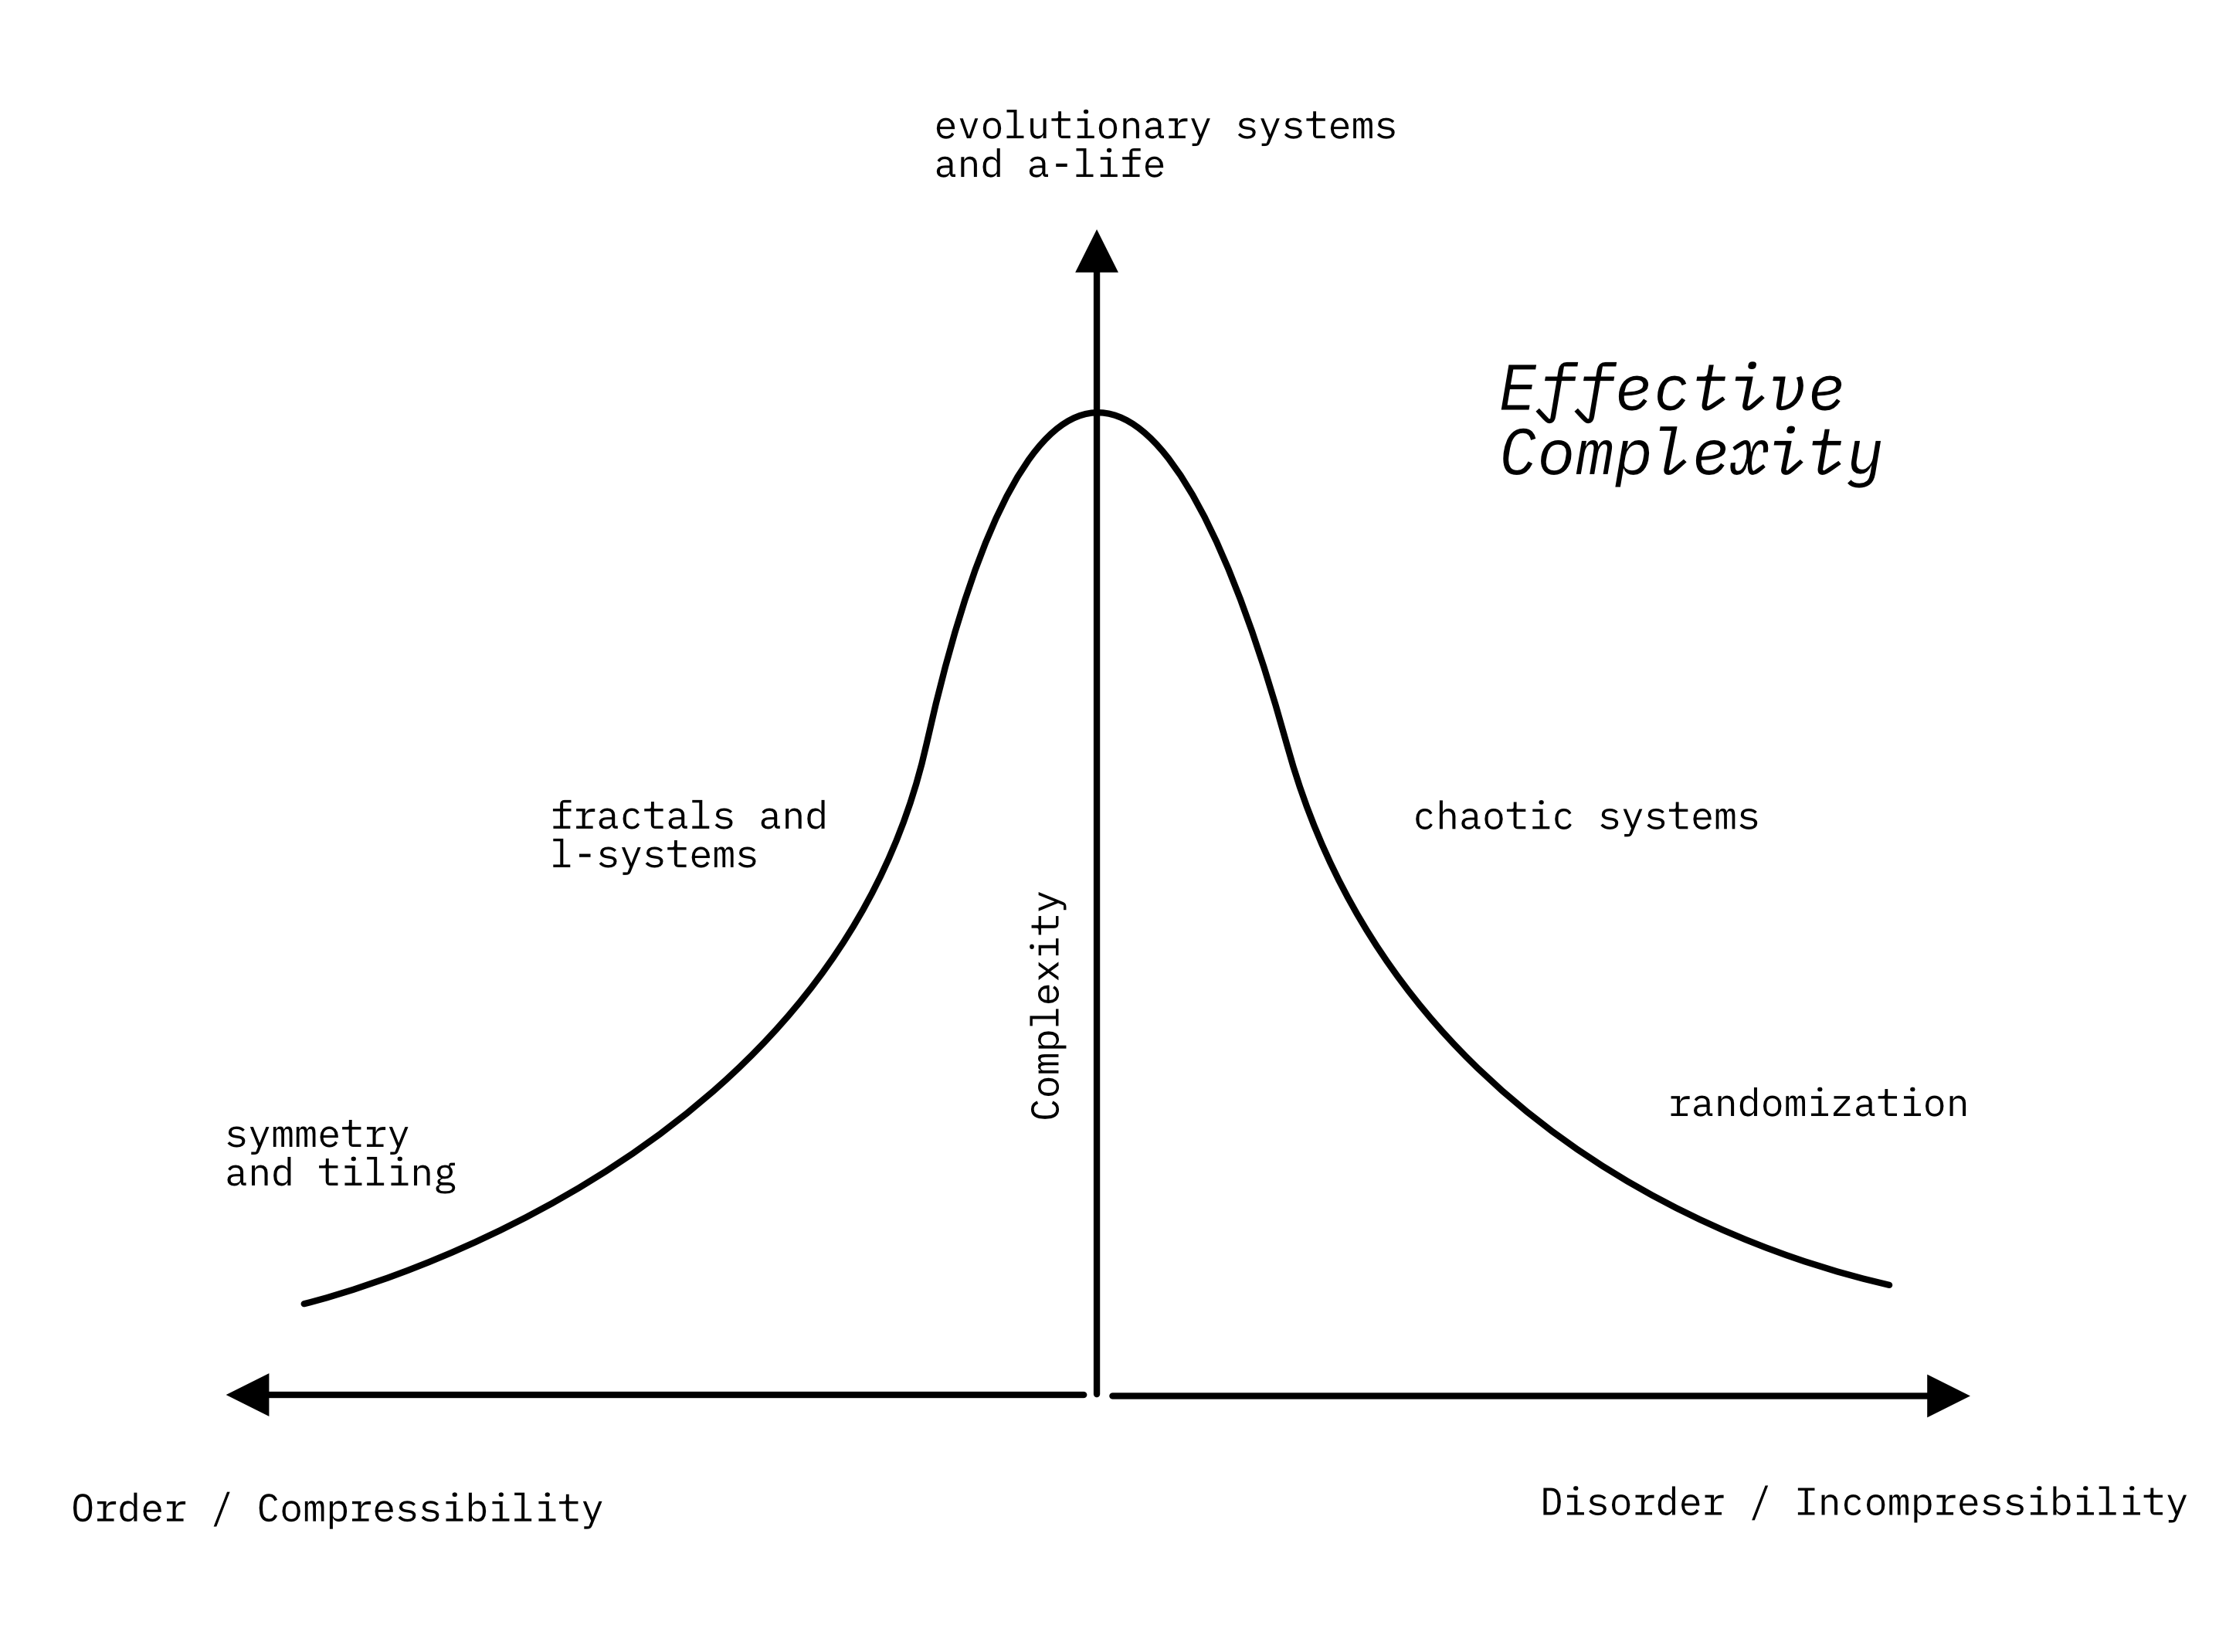 evolutionary systems
and a-life
Effective
Complexity
fractals and
l-systems
chaotic systems
Complexity
symmetry
and tiling
randomization
Order / Compressibility
Disorder / Incompressibility